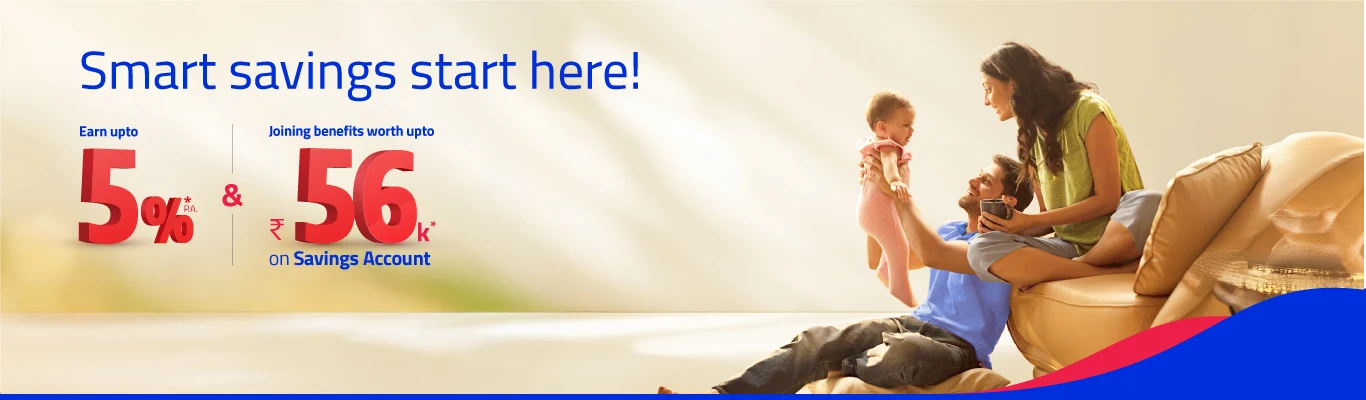 Smart savings start here!
Earn upto
5%*
P.A.
&
Joining benefits worth upto
₹ 56k*
on Savings Account